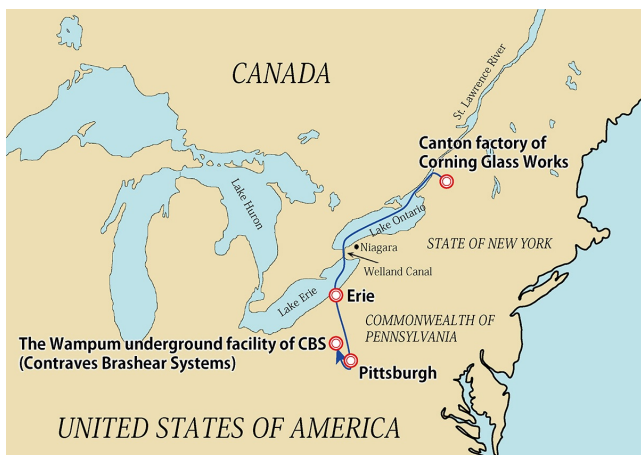 CANADA
St. Lawrence River
Canton factory of
Corning Glass Works
Lake Huron
Lake Ontario
Niagara
STATE OF NEW YORK
Welland Canal
Lake Erie
Erie
COMMONWEALTH OF
PENNSYLVANIA
The Wampum underground facility of CBS
(Contraves Brashear Systems)
Pittsburgh
UNITED STATES OF AMERICA